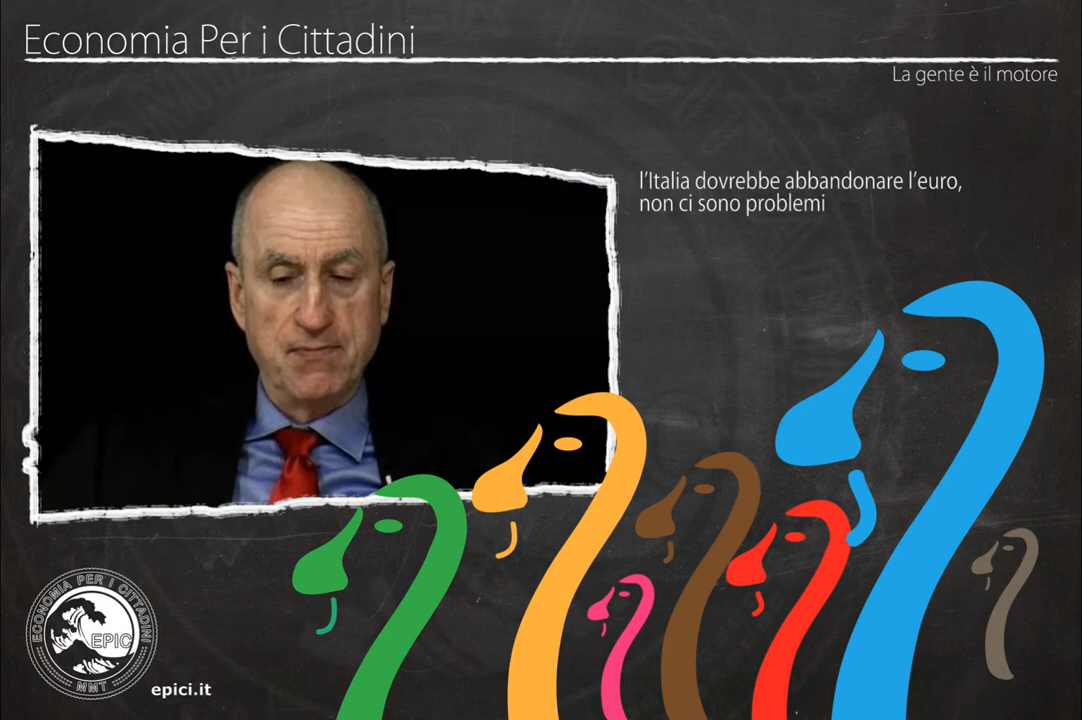 Economia Per i Cittadini
La gente è il motore
l'Italia dovrebbe abbandonare l'euro,
non ci sono problemi
ECONOMIA PER I CITTADINI
EPIC
MMT
epici.it